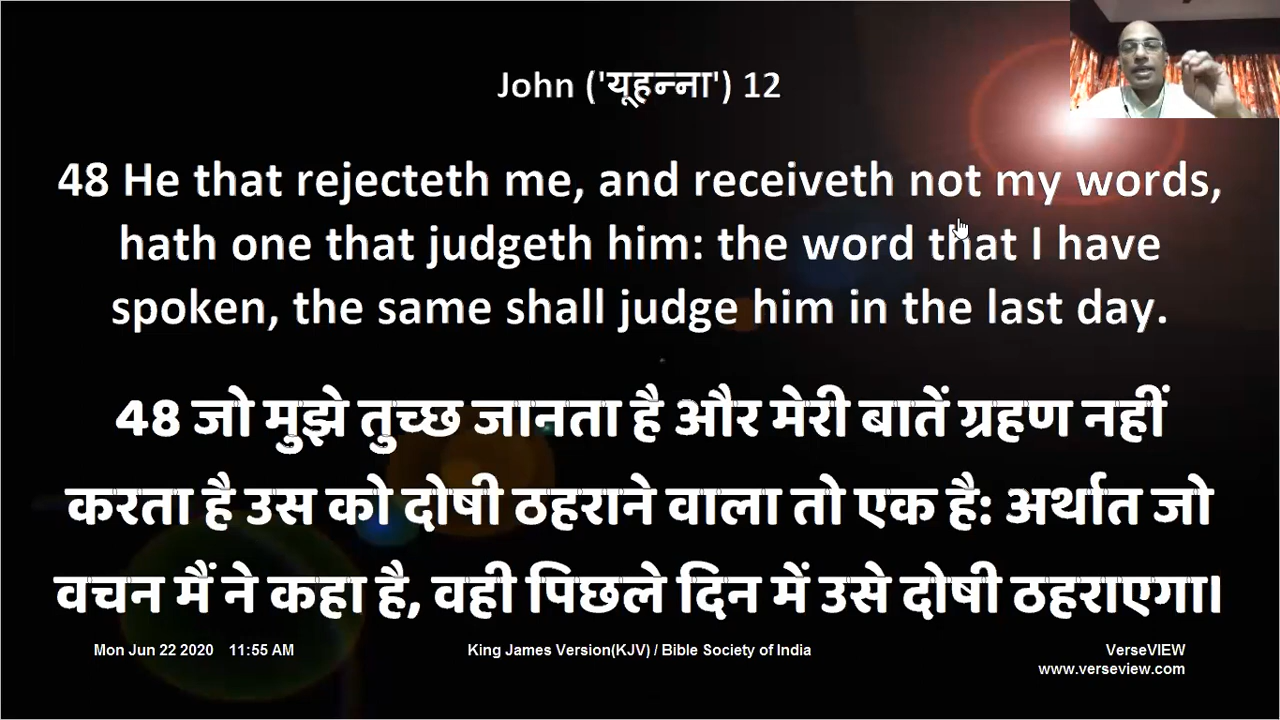 John ('यूहन्ना') 12
48 He that rejecteth me, and receiveth not my words,
hath one that judgeth him: the word that I have
spoken, the same shall judge him in the last day.
48 जो मुझे तुच्छ जानता है और मेरी बातें ग्रहण नहीं
करता है उस को दोषी ठहराने वाला तो एक है: अर्थात जो
वचन मैं ने कहा है, वही पिछले दिन में उसे दोषी ठहराएगा।
Mon Jun 22 2020 11:55 AM King James Version(KJV) / Bible Society of India VerseVIEW
www.verseview.com